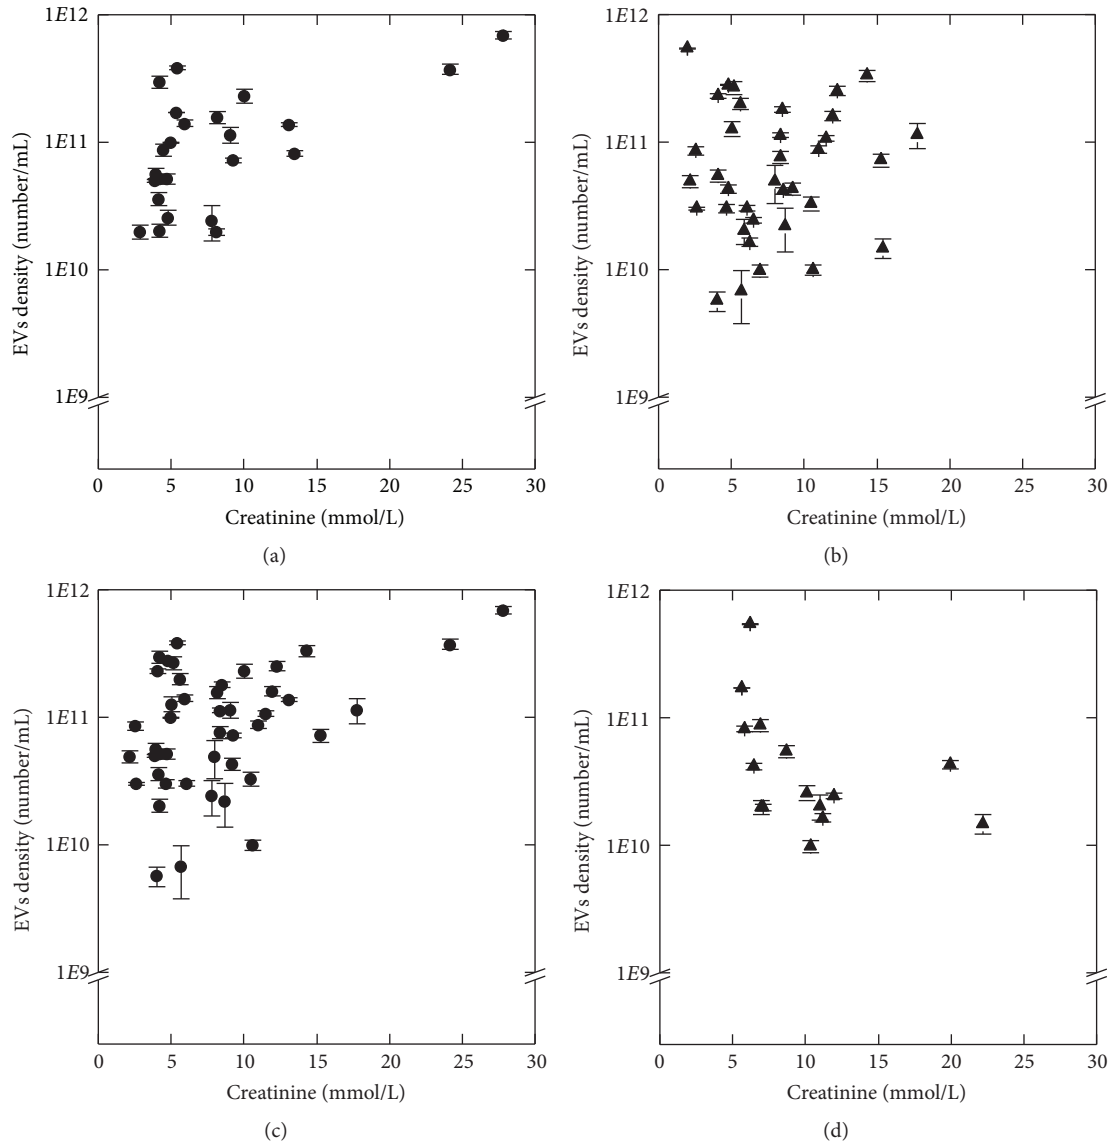 1E12
1E11
1E10
1E9
EVs density (number/mL)
0 5 10 15 20 25 30
Creatinine (mmol/L)
(a)
1E12
1E11
1E10
1E9
EVs density (number/mL)
0 5 10 15 20 25 30
Creatinine (mmol/L)
(b)
1E12
1E11
1E10
1E9
EVs density (number/mL)
0 5 10 15 20 25 30
Creatinine (mmol/L)
(c)
1E12
1E11
1E10
1E9
EVs density (number/mL)
0 5 10 15 20 25 30
Creatinine (mmol/L)
(d)